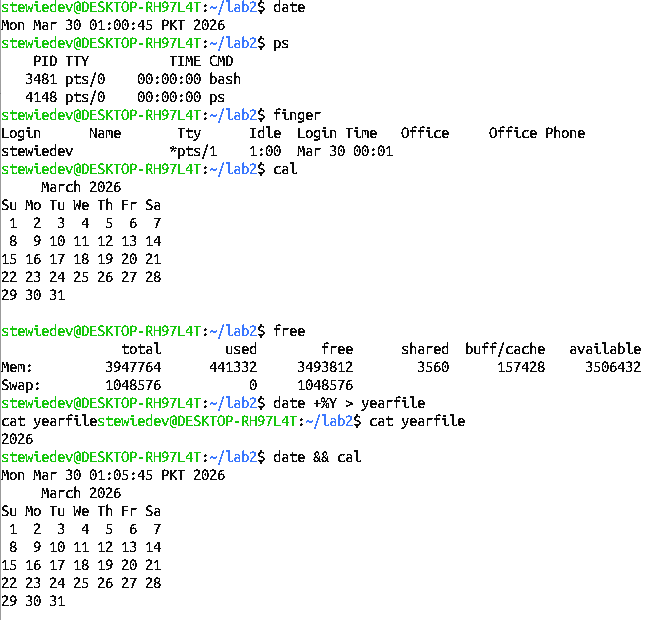 stewiedev@DESKTOP-RH97L4T:~/lab2$ date
Mon Mar 30 01:00:45 PKT 2026
stewiedev@DESKTOP-RH97L4T:~/lab2$ ps
    PID TTY          TIME CMD
   3481 pts/0    00:00:00 bash
   4148 pts/0    00:00:00 ps
stewiedev@DESKTOP-RH97L4T:~/lab2$ finger
Login      Name       Tty      Idle  Login Time   Office     Office Phone
stewiedev            *pts/1    1:00  Mar 30 00:01
stewiedev@DESKTOP-RH97L4T:~/lab2$ cal
     March 2026
Su Mo Tu We Th Fr Sa
 1  2  3  4  5  6  7
 8  9 10 11 12 13 14
15 16 17 18 19 20 21
22 23 24 25 26 27 28
29 30 31
stewiedev@DESKTOP-RH97L4T:~/lab2$ free
               total        used        free      shared  buff/cache   available
Mem:         3947764      441332     3493812        3560      157428     3506432
Swap:        1048576           0     1048576
stewiedev@DESKTOP-RH97L4T:~/lab2$ date +%Y > yearfile
cat yearfilestewiedev@DESKTOP-RH97L4T:~/lab2$ cat yearfile
2026
stewiedev@DESKTOP-RH97L4T:~/lab2$ date && cal
Mon Mar 30 01:05:45 PKT 2026
     March 2026
Su Mo Tu We Th Fr Sa
 1  2  3  4  5  6  7
 8  9 10 11 12 13 14
15 16 17 18 19 20 21
22 23 24 25 26 27 28
29 30 31